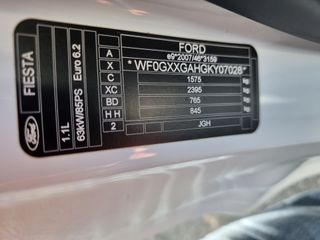 FORD
e9*2007/46*3159
*WF0GXXGAHGKY07028*
A
X
C 1575
XC 2395
BD 765
HH 845
2 JGH
FIESTA
Ford
1.1L
63kW/85PS Euro 6.2